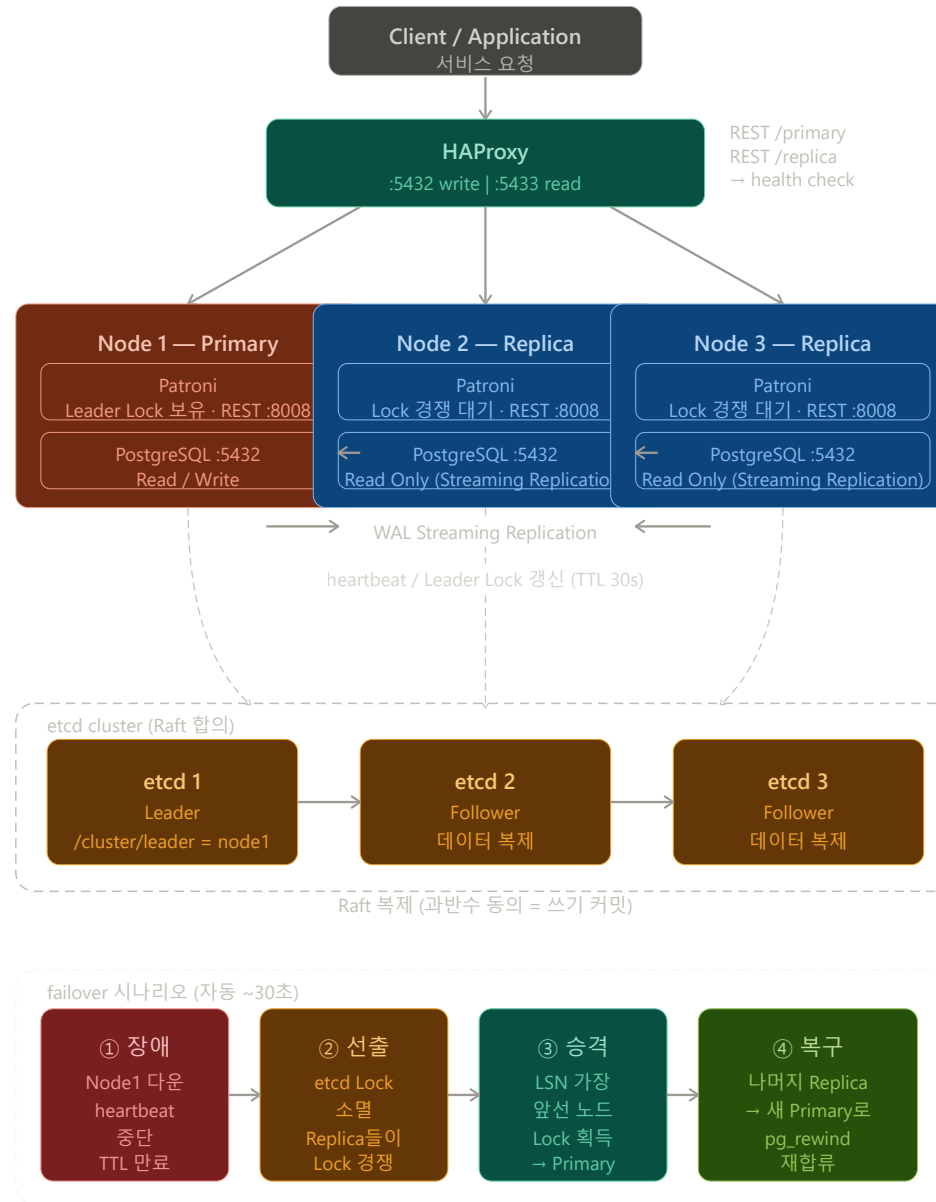 Client / Application
서비스 요청
HAProxy
:5432 write | :5433 read
REST /primary
REST /replica
→ health check
Node 1 — Primary
Patroni
Leader Lock 보유 · REST :8008
PostgreSQL :5432
Read / Write
Node 2 — Replica
Patroni
Lock 경쟁 대기 · REST :8008
PostgreSQL :5432
Read Only (Streaming Replicatio
Node 3 — Replica
Patroni
Lock 경쟁 대기 · REST :8008
PostgreSQL :5432
Read Only (Streaming Replication)
WAL Streaming Replication
heartbeat / Leader Lock 갱신 (TTL 30s)
etcd cluster (Raft 합의)
etcd 1
Leader
/cluster/leader = node1
etcd 2
Follower
데이터 복제
etcd 3
Follower
데이터 복제
Raft 복제 (과반수 동의 = 쓰기 커밋)
failover 시나리오 (자동 ~30초)
① 장애
Node1 다운
heartbeat
중단
TTL 만료
② 선출
etcd Lock
소멸
Replica들이
Lock 경쟁
③ 승격
LSN 가장
앞선 노드
Lock 획득
→ Primary
④ 복구
나머지 Replica
→ 새 Primary로
pg_rewind
재합류